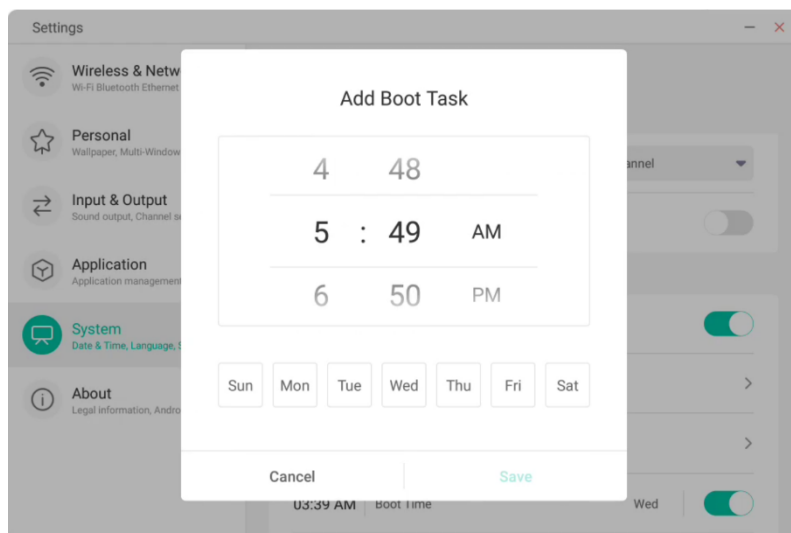 Settings
Wireless & Netw
Wi-Fi Bluetooth Ethernet
Personal
Wallpaper, Multi-Window
Input & Output
Sound output, Channel se
Application
Application management
System
Date & Time, Language, S
About
Legal information, Andro
Add Boot Task
4 48
5 : 49 AM
6 50 PM
Sun Mon Tue Wed Thu Fri Sat
Cancel Save
annel
03:39 AM Boot Time Wed